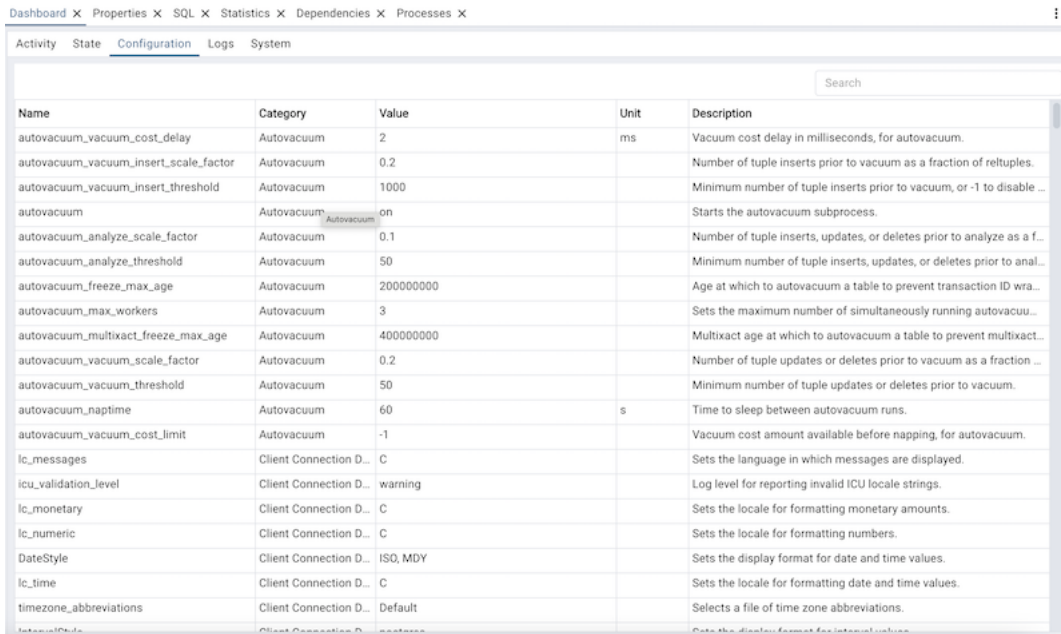 Dashboard Properties SQL Statistics Dependencies Processes
Activity State Configuration Logs System
Search
Name Category Value Unit Description
autovacuum_vacuum_cost_delay Autovacuum 2 ms Vacuum cost delay in milliseconds, for autovacuum.
autovacuum_vacuum_insert_scale_factor Autovacuum 0.2 Number of tuple inserts prior to vacuum as a fraction of reltuples.
autovacuum_vacuum_insert_threshold Autovacuum 1000 Minimum number of tuple inserts prior to vacuum, or -1 to disable ...
autovacuum Autovacuum on Starts the autovacuum subprocess.
Autovacuum
autovacuum_analyze_scale_factor Autovacuum 0.1 Number of tuple inserts, updates, or deletes prior to analyze as a f...
autovacuum_analyze_threshold Autovacuum 50 Minimum number of tuple inserts, updates, or deletes prior to anal...
autovacuum_freeze_max_age Autovacuum 200000000 Age at which to autovacuum a table to prevent transaction ID wra...
autovacuum_max_workers Autovacuum 3 Sets the maximum number of simultaneously running autovacuu...
autovacuum_multixact_freeze_max_age Autovacuum 400000000 Multixact age at which to autovacuum a table to prevent multixact...
autovacuum_vacuum_scale_factor Autovacuum 0.2 Number of tuple updates or deletes prior to vacuum as a fraction ...
autovacuum_vacuum_threshold Autovacuum 50 Minimum number of tuple updates or deletes prior to vacuum.
autovacuum_naptime Autovacuum 60 s Time to sleep between autovacuum runs.
autovacuum_vacuum_cost_limit Autovacuum -1 Vacuum cost amount available before napping, for autovacuum.
lc_messages Client Connection D... C Sets the language in which messages are displayed.
icu_validation_level Client Connection D... warning Log level for reporting invalid ICU locale strings.
lc_monetary Client Connection D... C Sets the locale for formatting monetary amounts.
lc_numeric Client Connection D... C Sets the locale for formatting numbers.
DateStyle Client Connection D... ISO, MDY Sets the display format for date and time values.
lc_time Client Connection D... C Sets the locale for formatting date and time values.
timezone_abbreviations Client Connection D... Default Selects a file of time zone abbreviations.